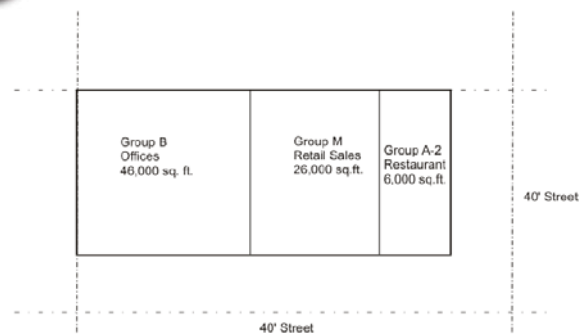 Group B
Offices
46,000 sq. ft.
Group M
Retail Sales
26,000 sq.ft.
Group A-2
Restaurant
6,000 sq.ft.
40' Street
40' Street